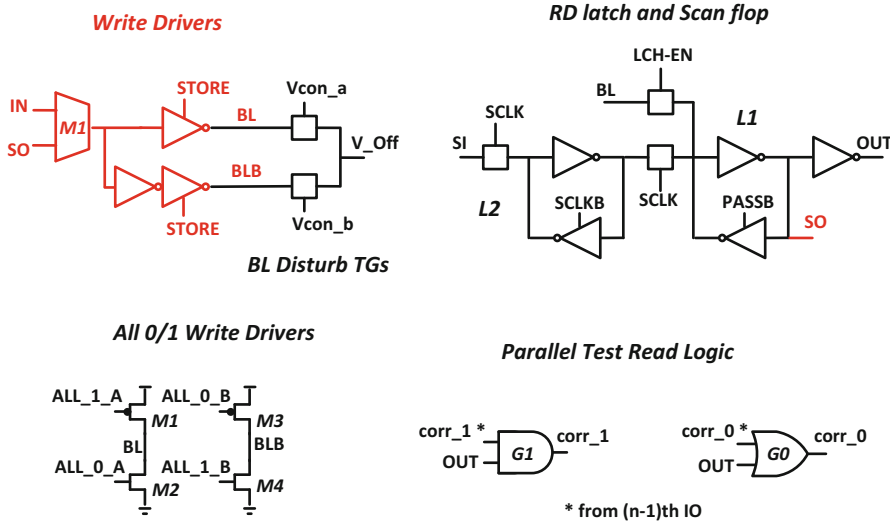 Write Drivers
STORE
IN
M1
SO
BL
BLB
STORE
Vcon_a
V_Off
Vcon_b
BL Disturb TGs
RD latch and Scan flop
LCH-EN
BL
SCLK
L1
SI
OUT
SCLKB
SCLK
PASSB
L2
SO
All 0/1 Write Drivers
ALL_1_A
ALL_0_B
M1
M3
BL
BLB
ALL_0_A
ALL_1_B
M2
M4
Parallel Test Read Logic
corr_1 *
G1
corr_1
OUT
corr_0 *
G0
corr_0
OUT
* from (n-1)th IO